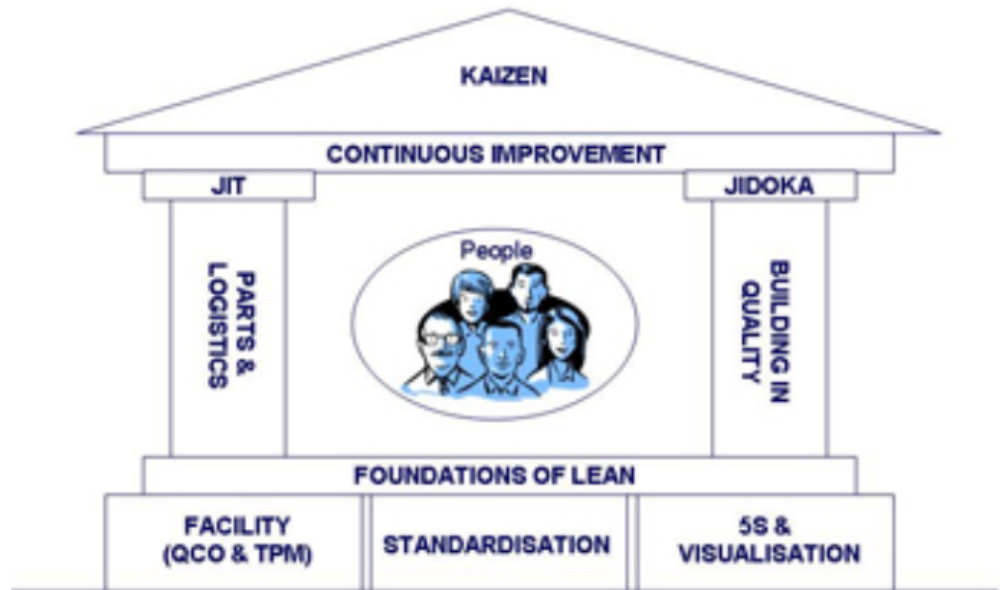 KAIZEN
CONTINUOUS IMPROVEMENT
JIT
JIDOKA
PARTS &
LOGISTICS
People
BUILDING IN
QUALITY
FOUNDATIONS OF LEAN
FACILITY
(QCO & TPM)
STANDARDISATION
5S &
VISUALISATION